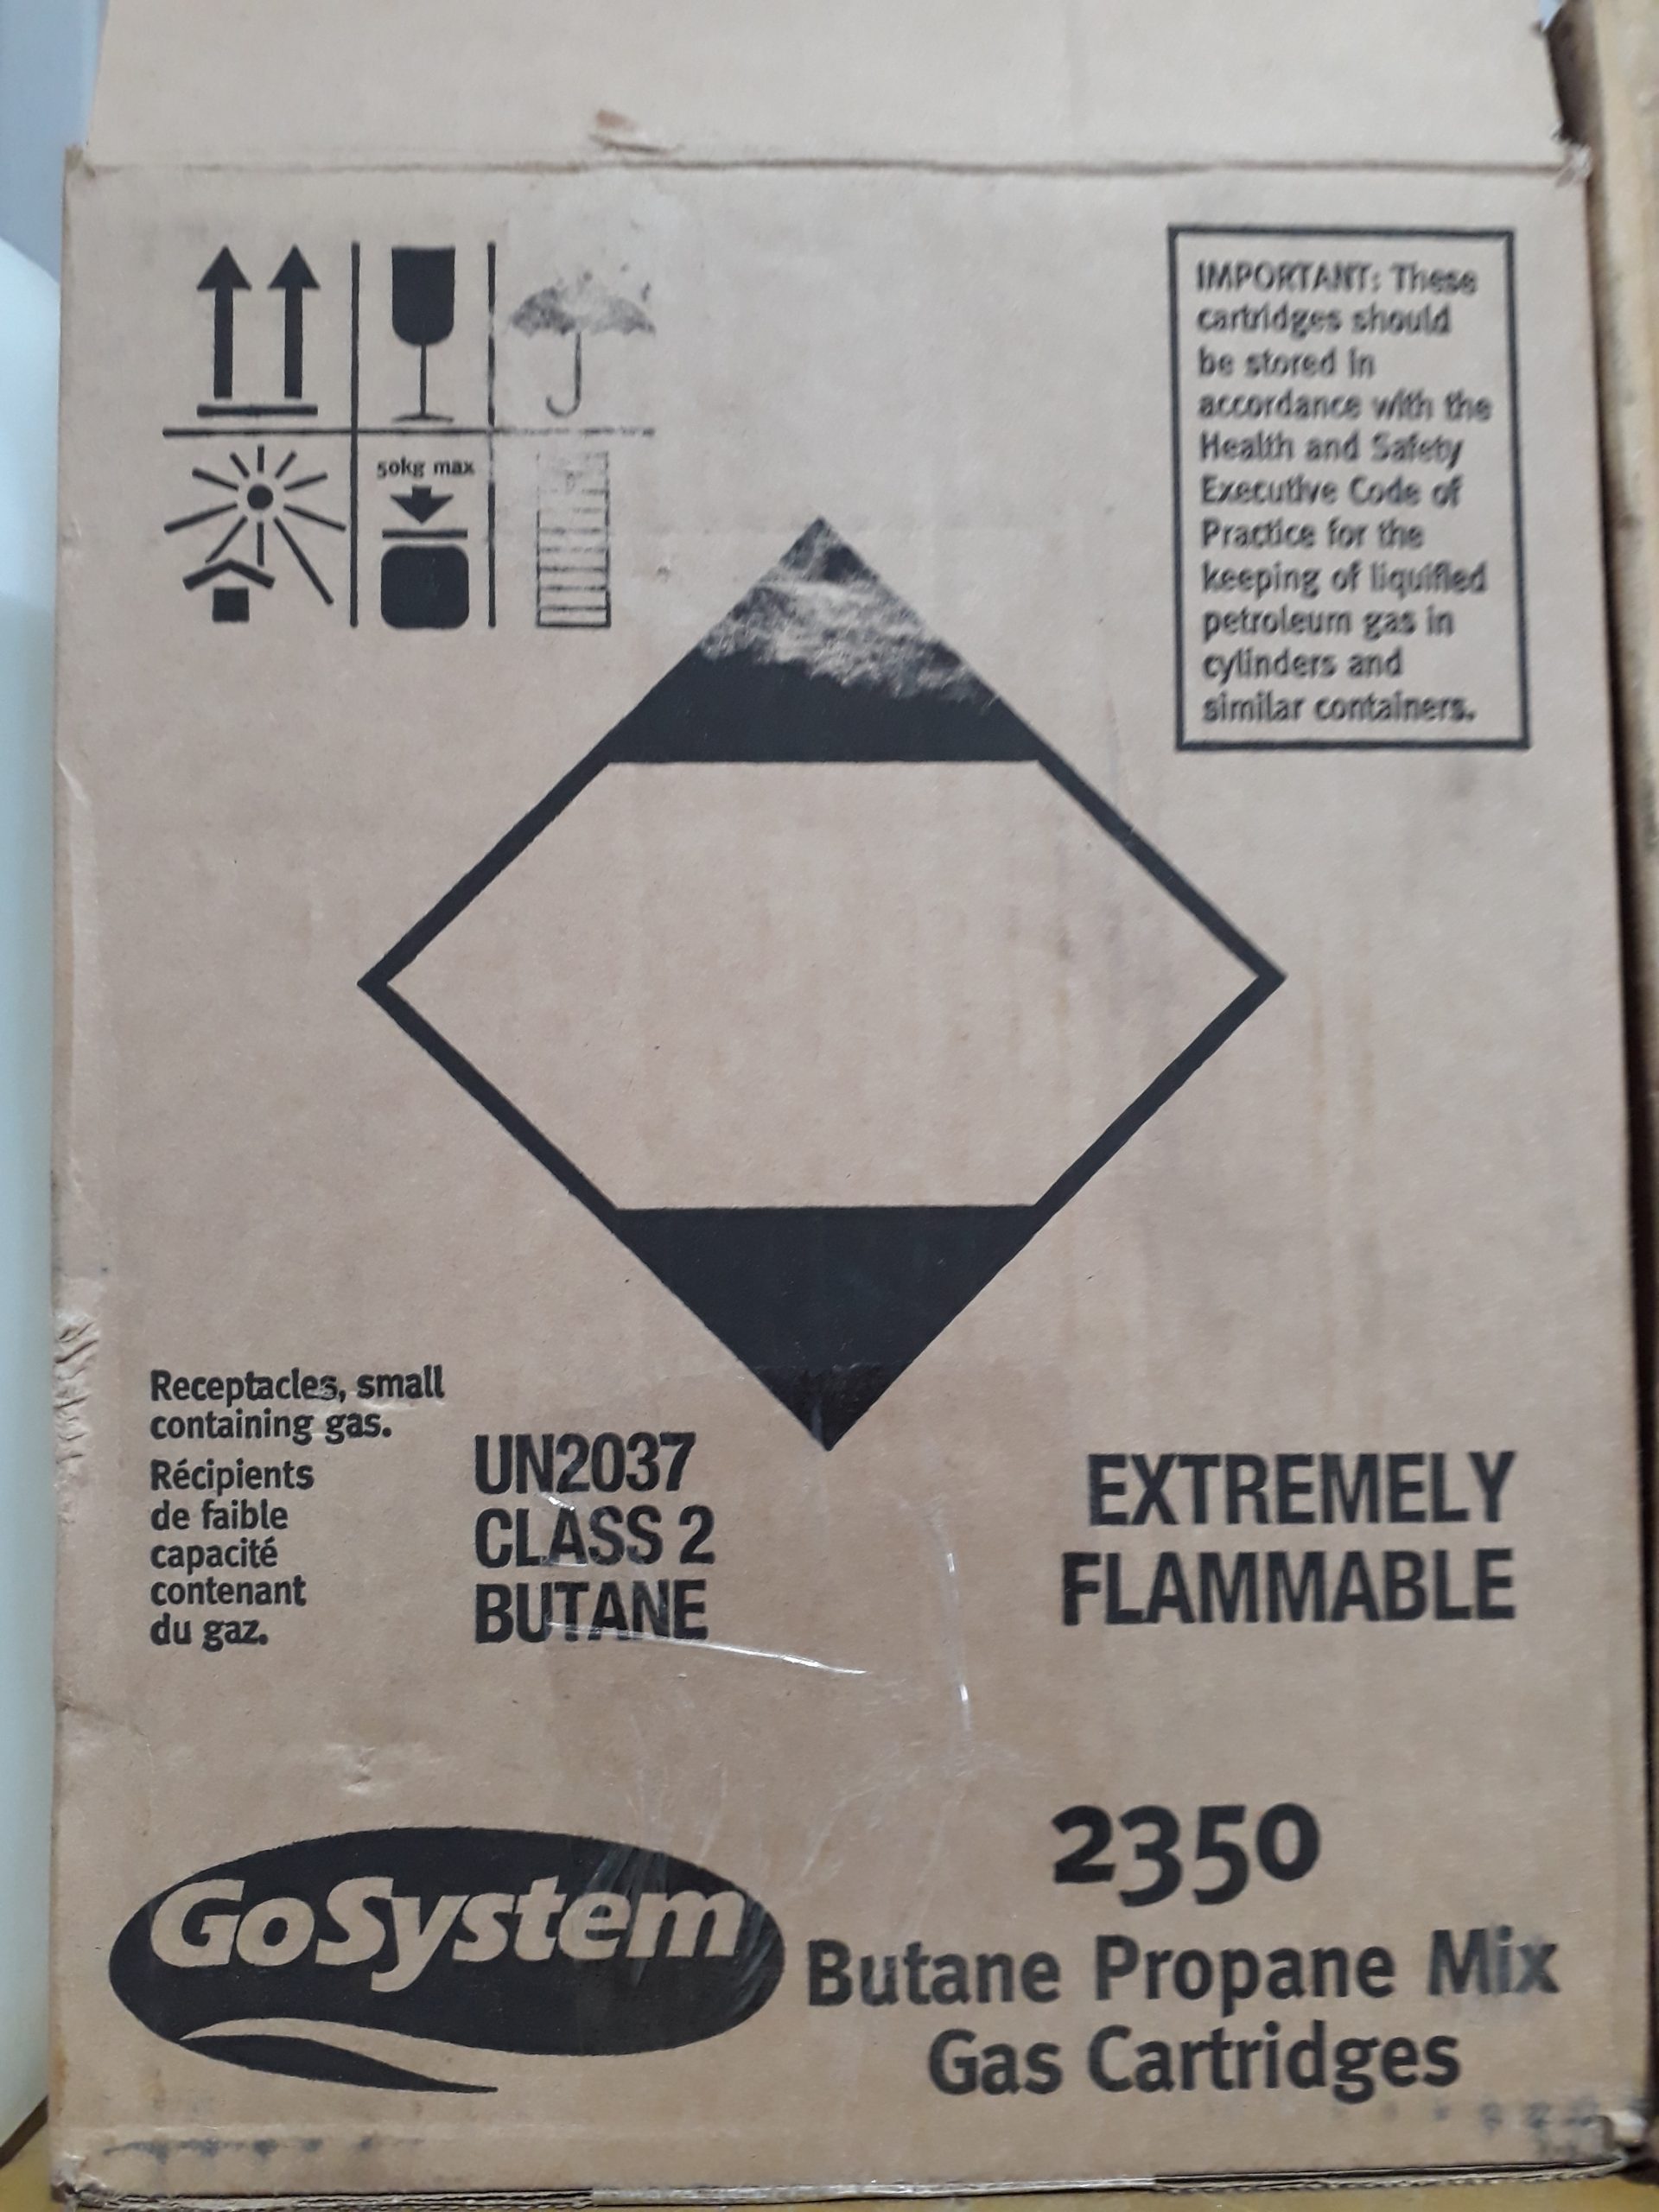 50kg max
IMPORTANT: These
cartridges should
be stored in
accordance with the
Health and Safety
Executive Code of
Practice for the
keeping of liquified
petroleum gas in
cylinders and
similar containers.
Receptacles, small
containing gas.
Récipients
de faible
capacité
contenant
du gaz.
UN2037
CLASS 2
BUTANE
EXTREMELY
FLAMMABLE
GoSystem
2350
Butane Propane Mix
Gas Cartridges